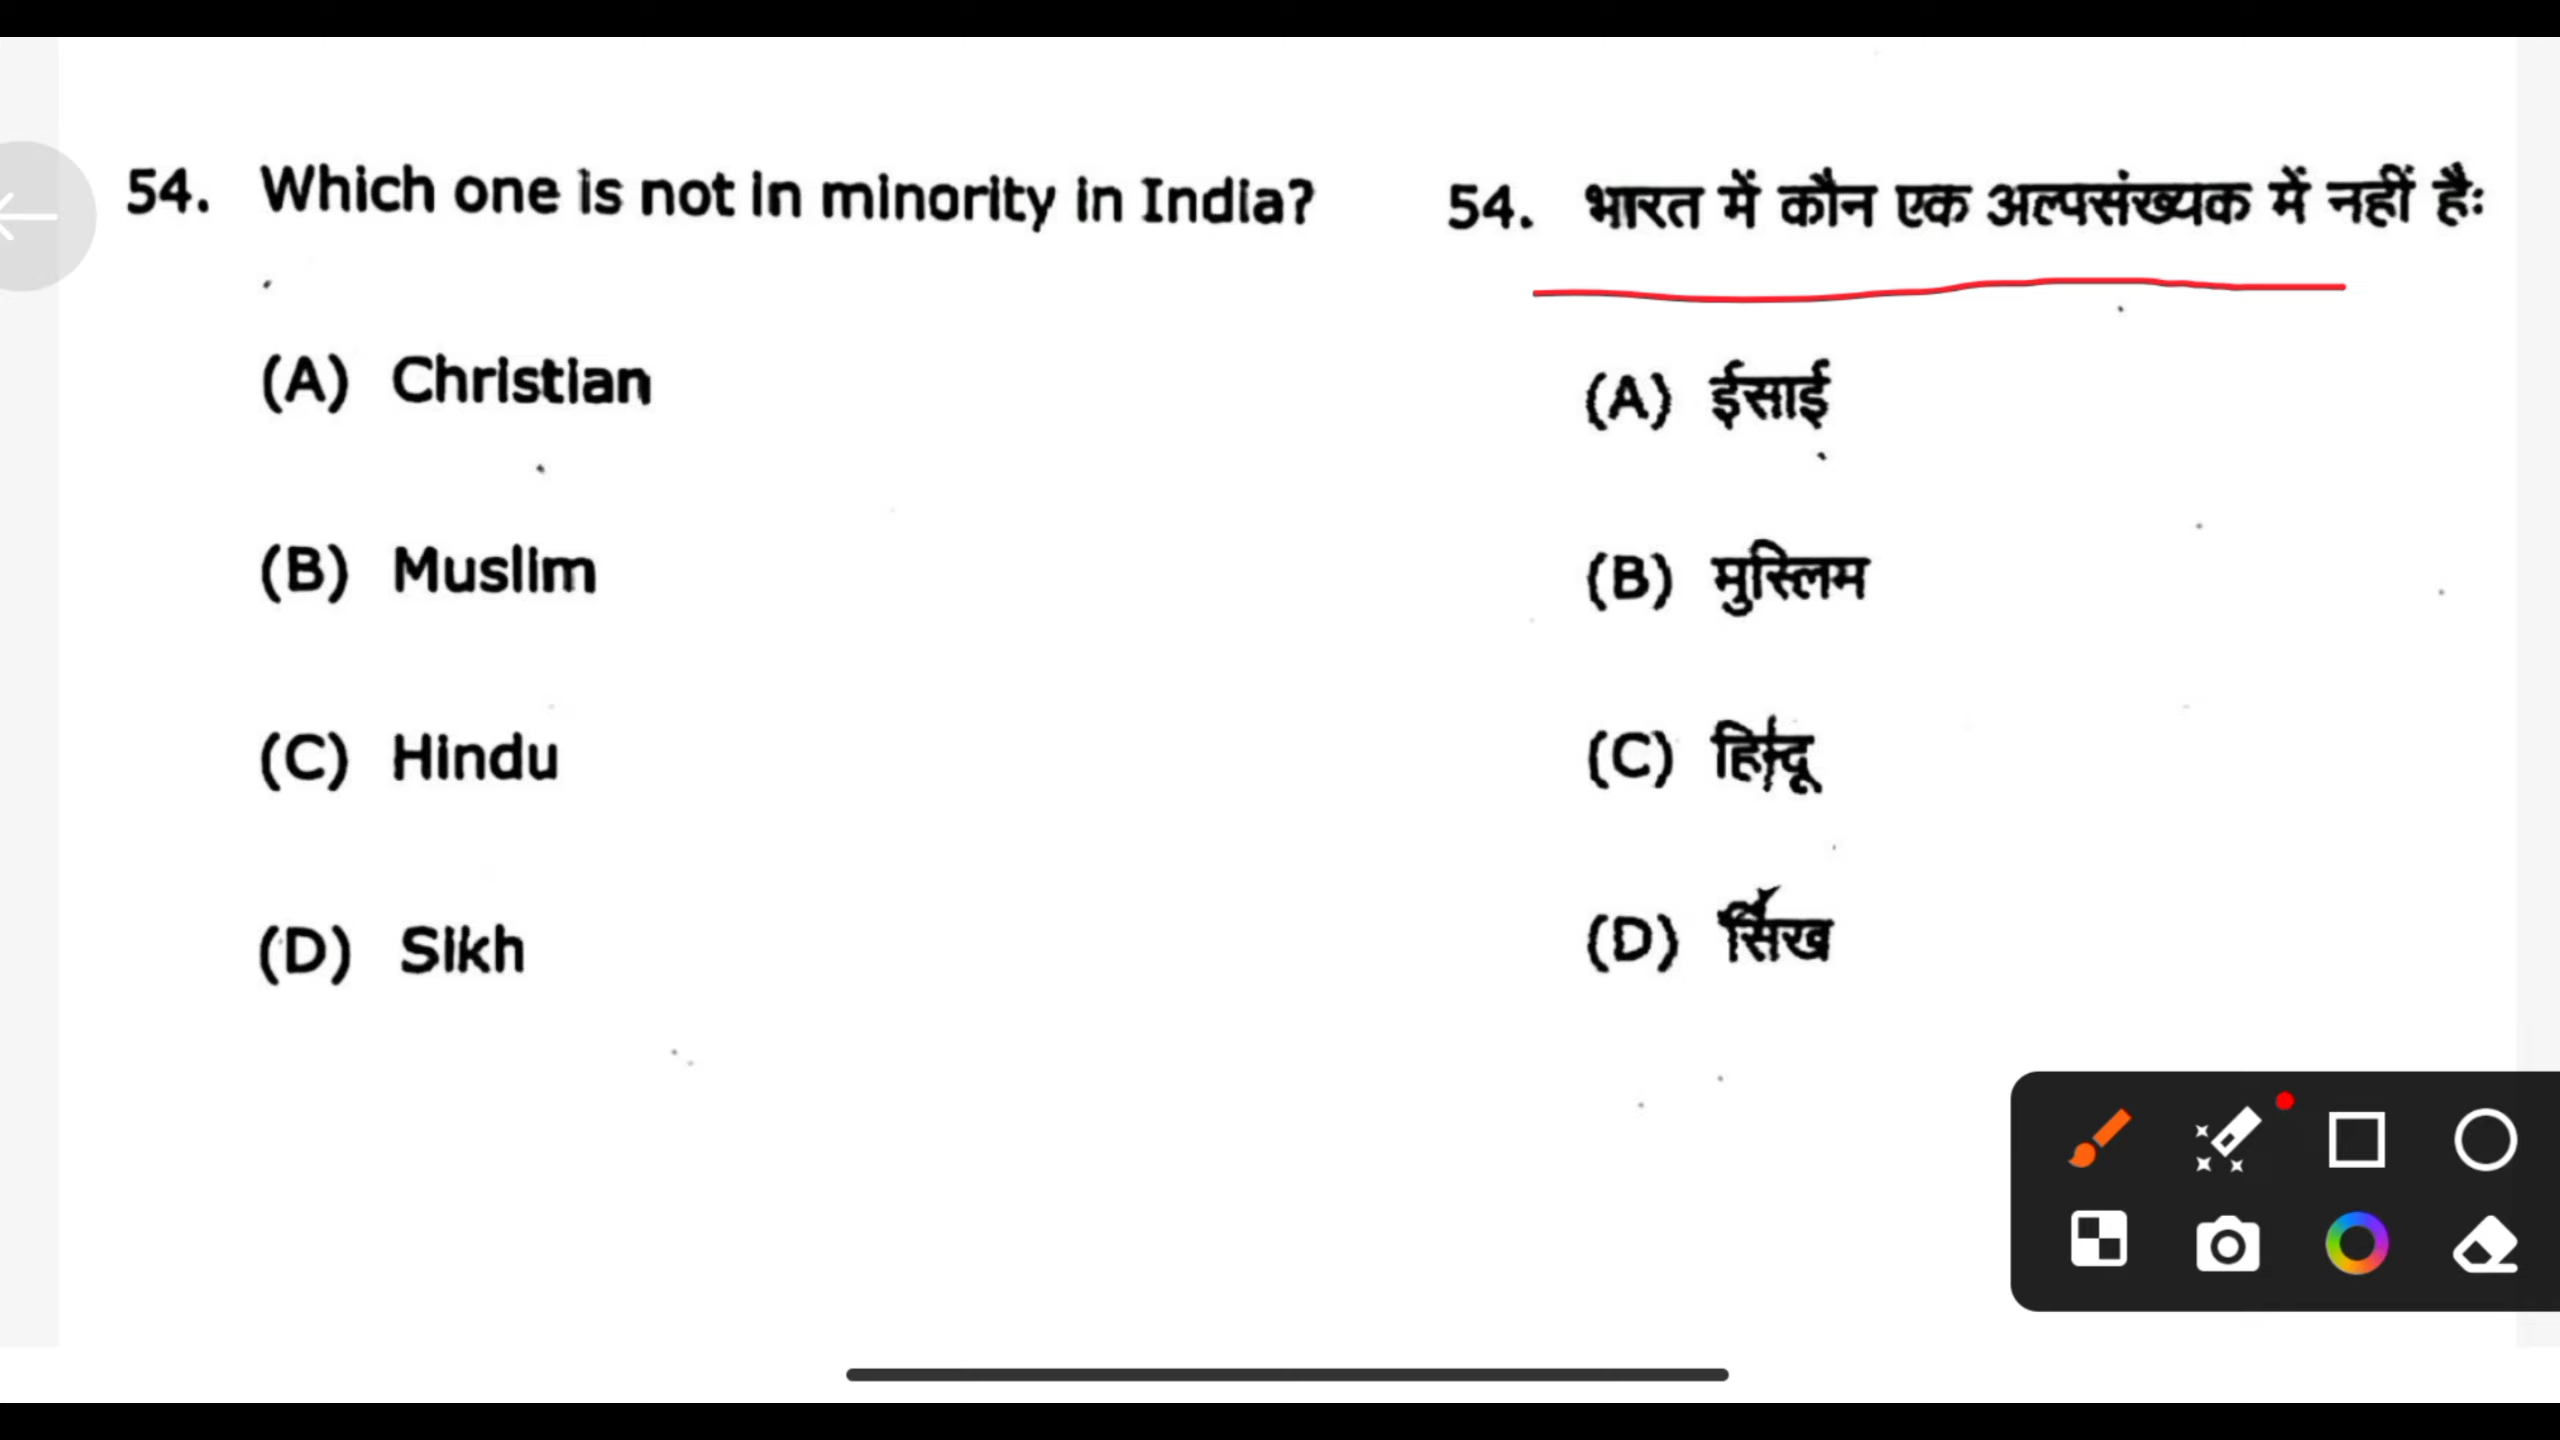 54. Which one is not in minority in India?
(A) Christian
(B) Muslim
(C) Hindu
(D) Sikh
54. भारत में कौन एक अल्पसंख्यक में नहीं हैः
(A) ईसाई
(B) मुस्लिम
(C) हिन्दू
(D) सिख